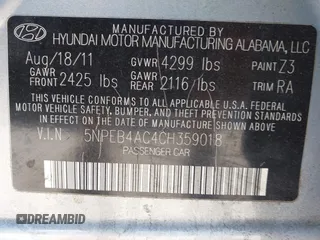 MANUFACTURED BY
HYUNDAI MOTOR MANUFACTURING ALABAMA, LLC
Aug/18/11 GVWR 4299 lbs PAINT Z3
GAWR FRONT 2425 lbs GAWR REAR 2116 lbs TRIM RA
THIS VEHICLE CONFORMS TO ALL APPLICABLE FEDERAL
MOTOR VEHICLE SAFETY, BUMPER, AND THEFT PREVENTION
STANDARDS IN EFFECT ON THE DATE OF MANUFACTURE
SHOWN ABOVE.
V.I.N. 5NPEB4AC4CH359018
PASSENGER CAR
DREAMBID
DREAMBID.COM